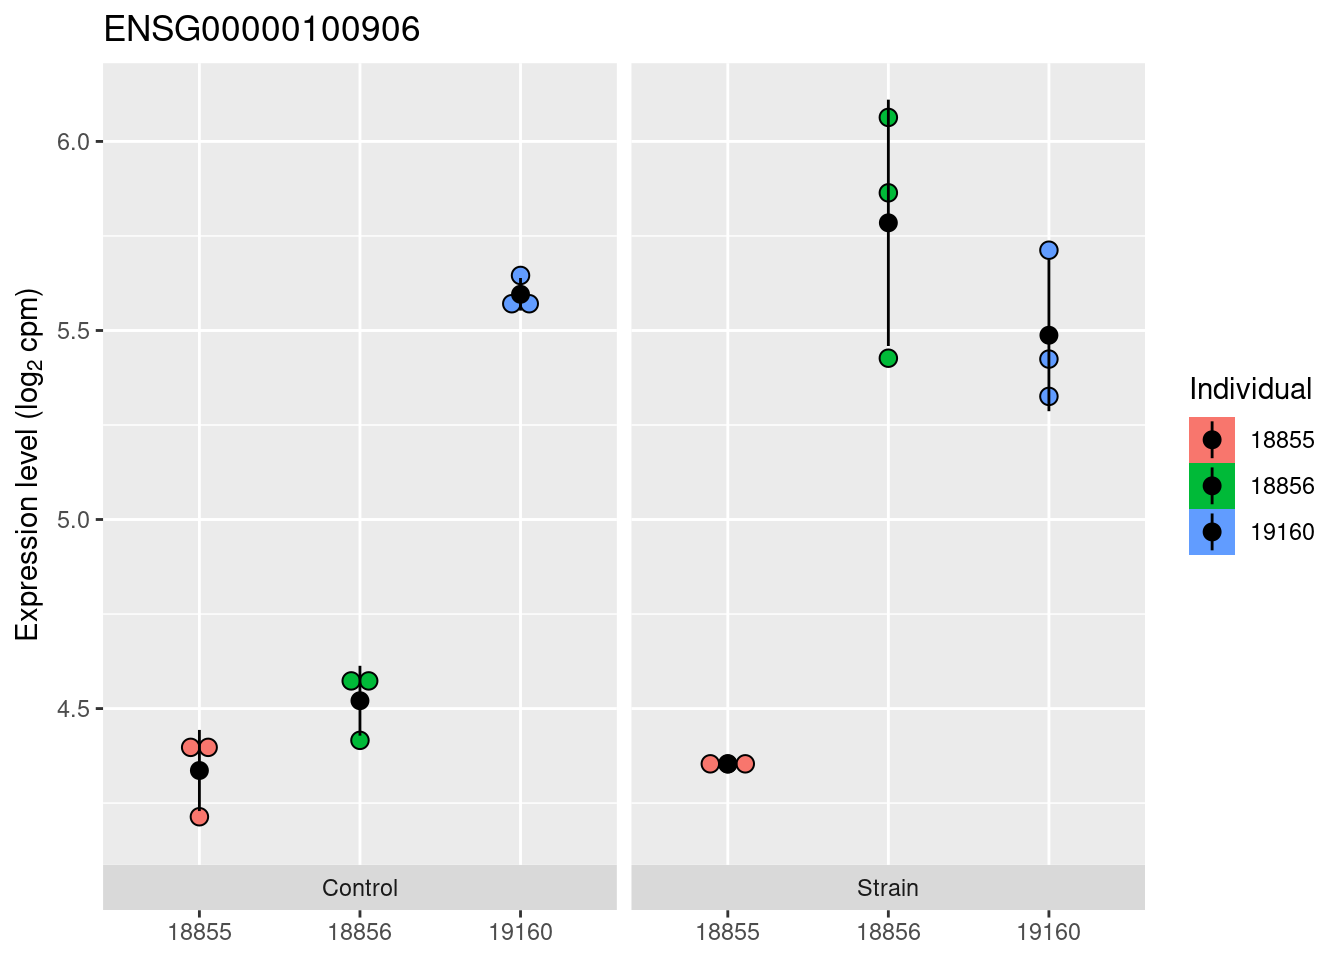 ENSG00000100906
Expression level (log₂ cpm)
6.0
5.5
5.0
4.5
Control
Strain
18855 18856 19160
18855 18856 19160
Individual
18855
18856
19160